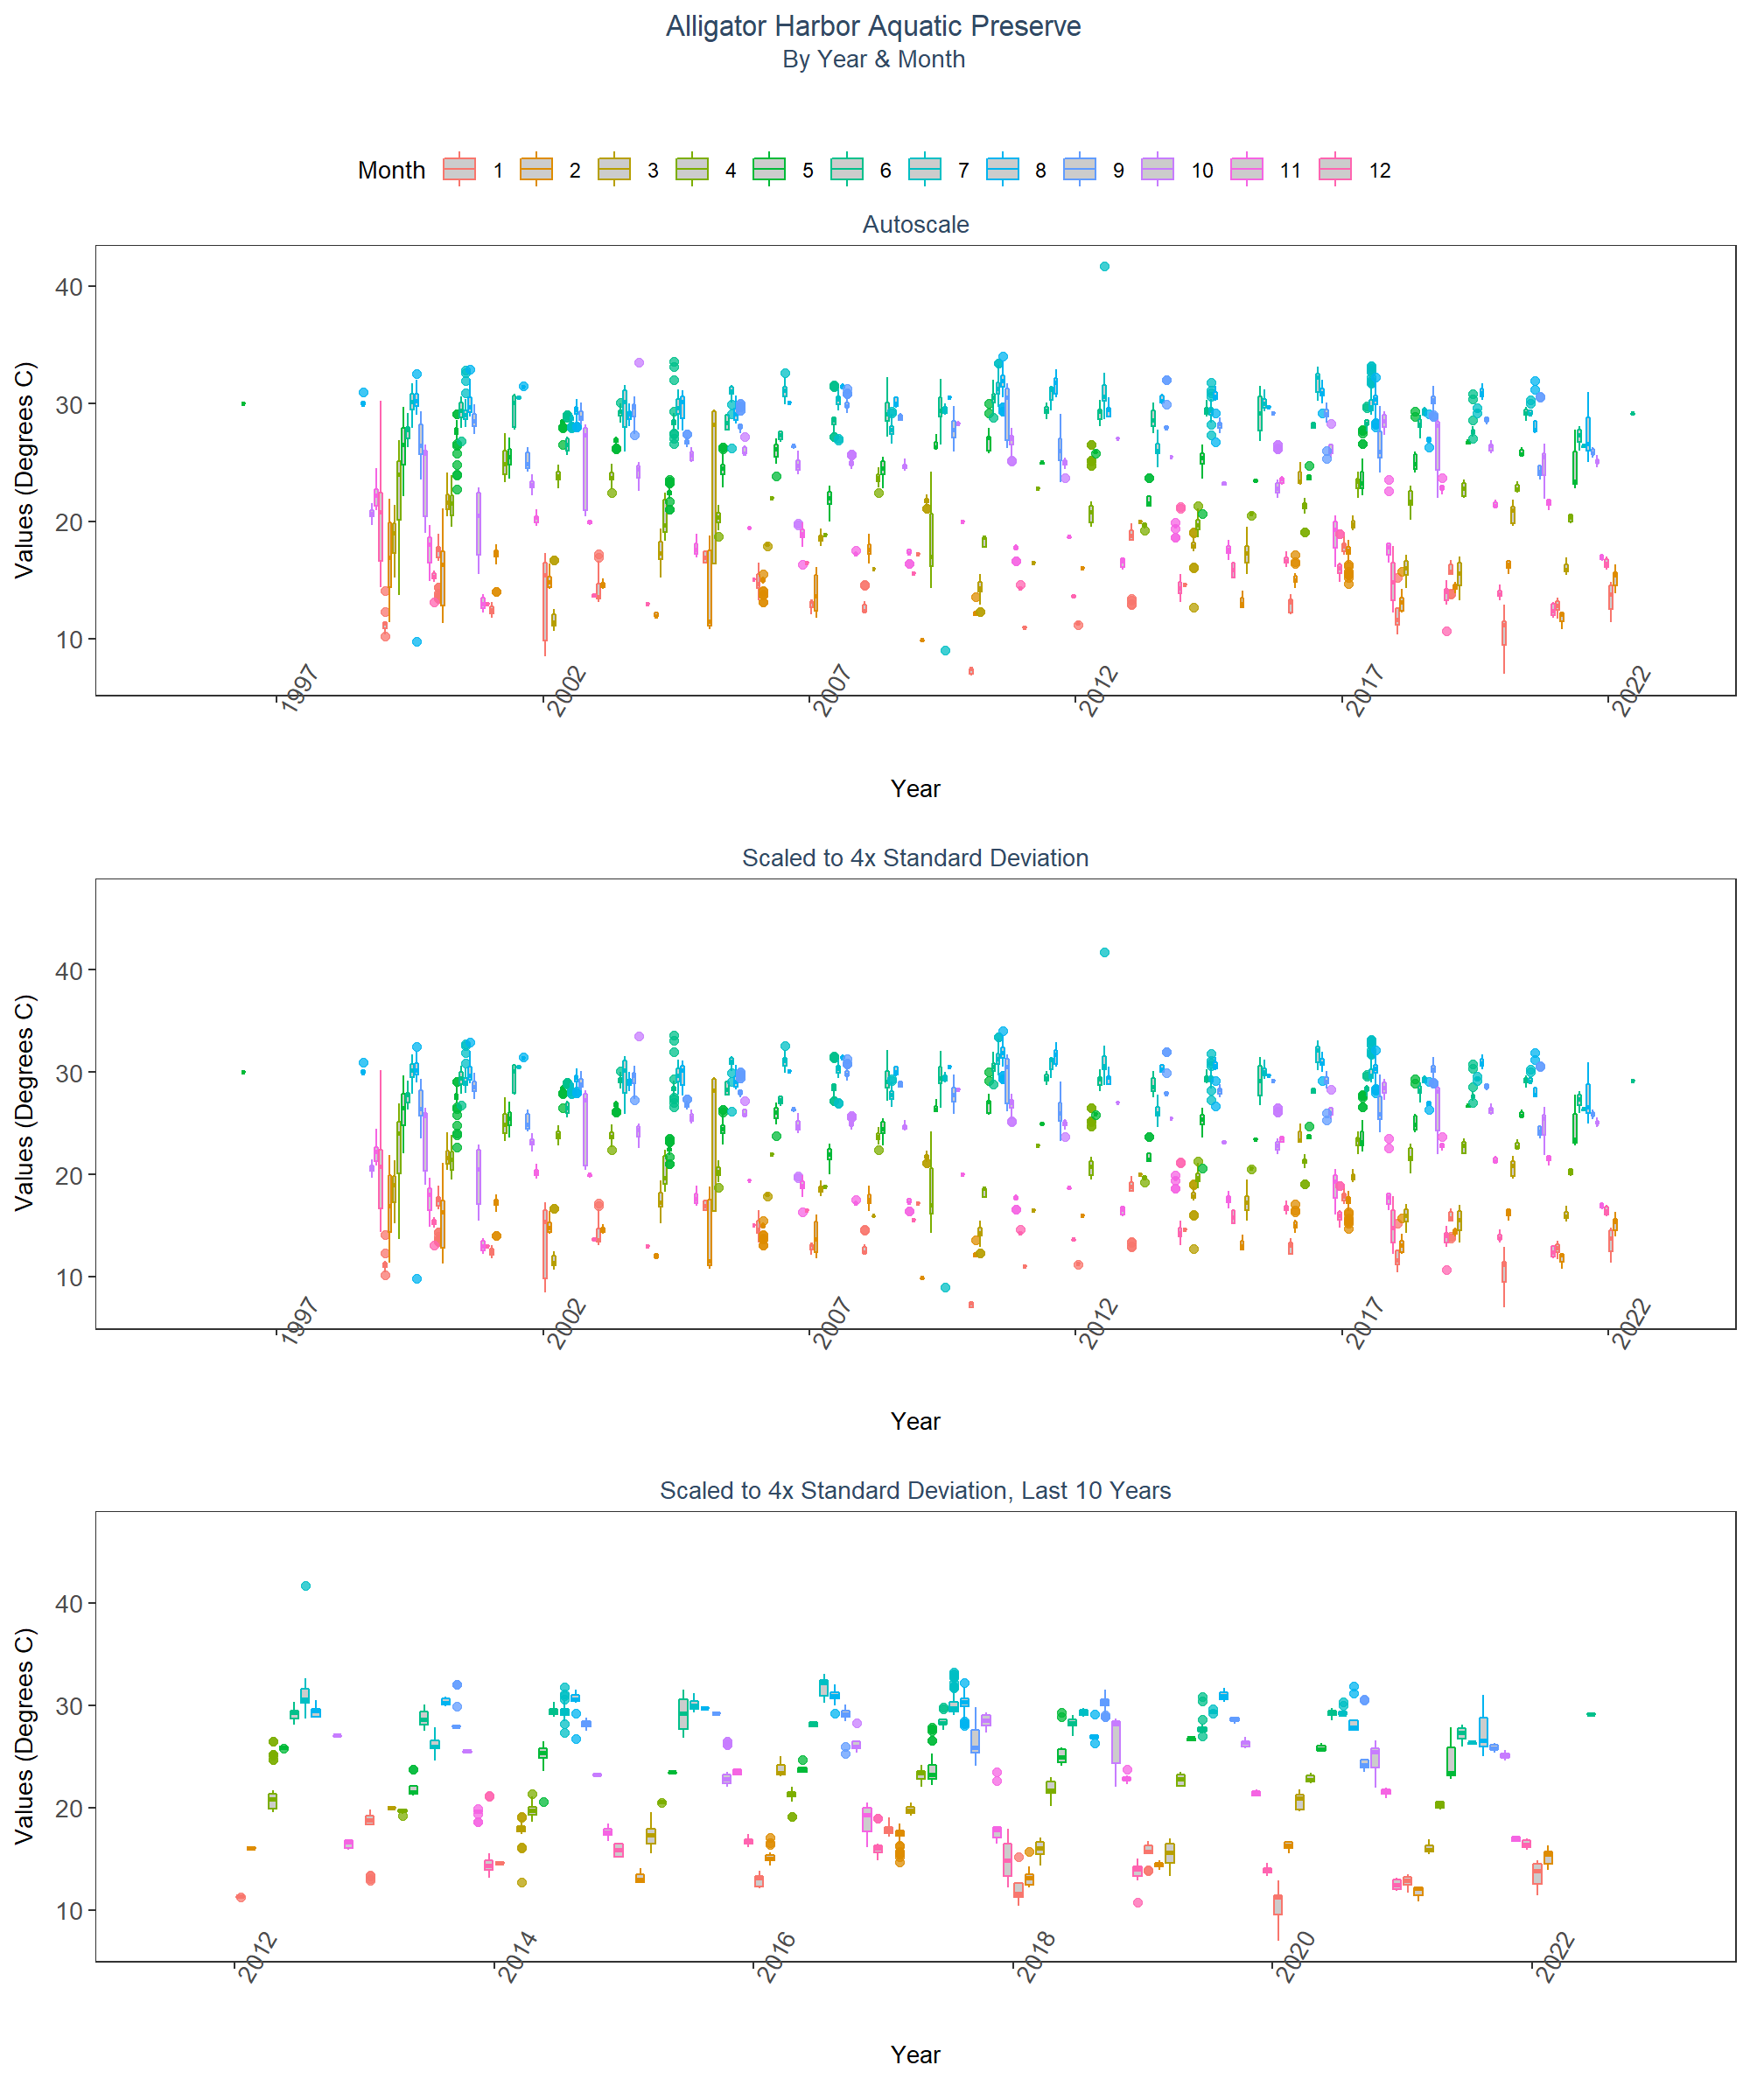 Alligator Harbor Aquatic Preserve
By Year & Month
Month 1 2 3 4 5 6 7 8 9 10 11 12
Autoscale
Values (Degrees C)
40
30
20
10
1997 2002 2007 2012 2017 2022
Year
Scaled to 4x Standard Deviation
Values (Degrees C)
40
30
20
10
1997 2002 2007 2012 2017 2022
Year
Scaled to 4x Standard Deviation, Last 10 Years
Values (Degrees C)
40
30
20
10
2012 2014 2016 2018 2020 2022
Year